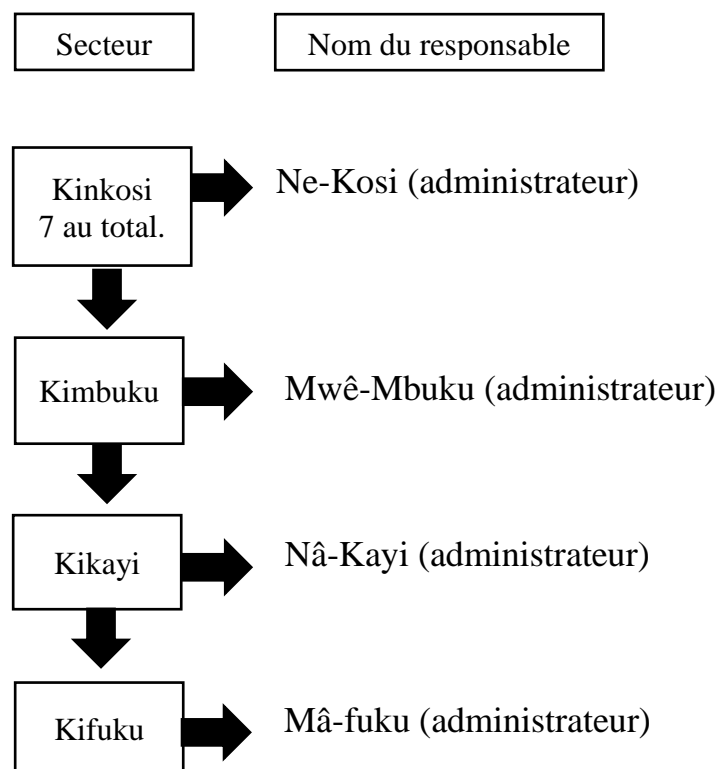 Secteur
Nom du responsable
Kinkosi
7 au total.
Ne-Kosi (administrateur)
Kimbuku
Mwê-Mbuku (administrateur)
Kikayi
Nâ-Kayi (administrateur)
Kifuku
Mâ-fuku (administrateur)